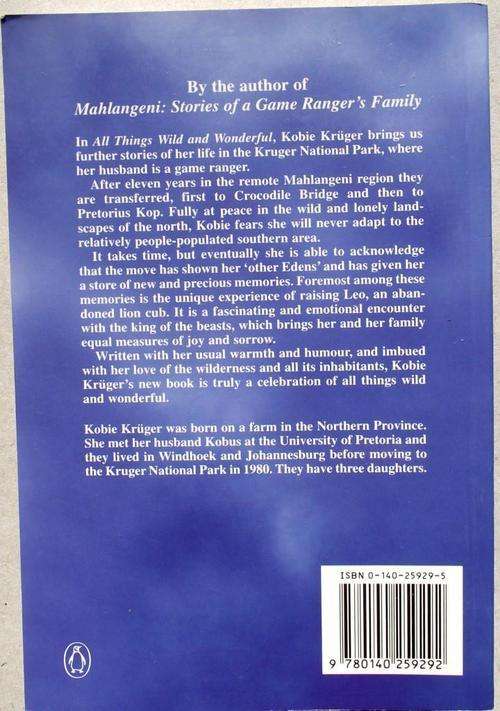 By the author of
Mahlangeni: Stories of a Game Ranger's Family
In All Things Wild and Wonderful, Kobie Krüger brings us
further stories of her life in the Kruger National Park, where
her husband is a game ranger.
After eleven years in the remote Mahlangeni region they
are transferred, first to Crocodile Bridge and then to
Pretorius Kop. Fully at peace in the wild and lonely land-
scapes of the north, Kobie fears she will never adapt to the
relatively people-populated southern area.
It takes time, but eventually she is able to acknowledge
that the move has shown her 'other Edens' and has given her
a store of new and precious memories. Foremost among these
memories is the unique experience of raising Leo, an aban-
doned lion cub. It is a fascinating and emotional encounter
with the king of the beasts, which brings her and her family
equal measures of joy and sorrow.
Written with her usual warmth and humour, and imbued
with her love of the wilderness and all its inhabitants, Kobie
Krüger's new book is truly a celebration of all things wild
and wonderful.
Kobie Krüger was born on a farm in the Northern Province.
She met her husband Kobus at the University of Pretoria and
they lived in Windhoek and Johannesburg before moving to
the Kruger National Park in 1980. They have three daughters.
ISBN 0-140-25929-5
9 780140 259292